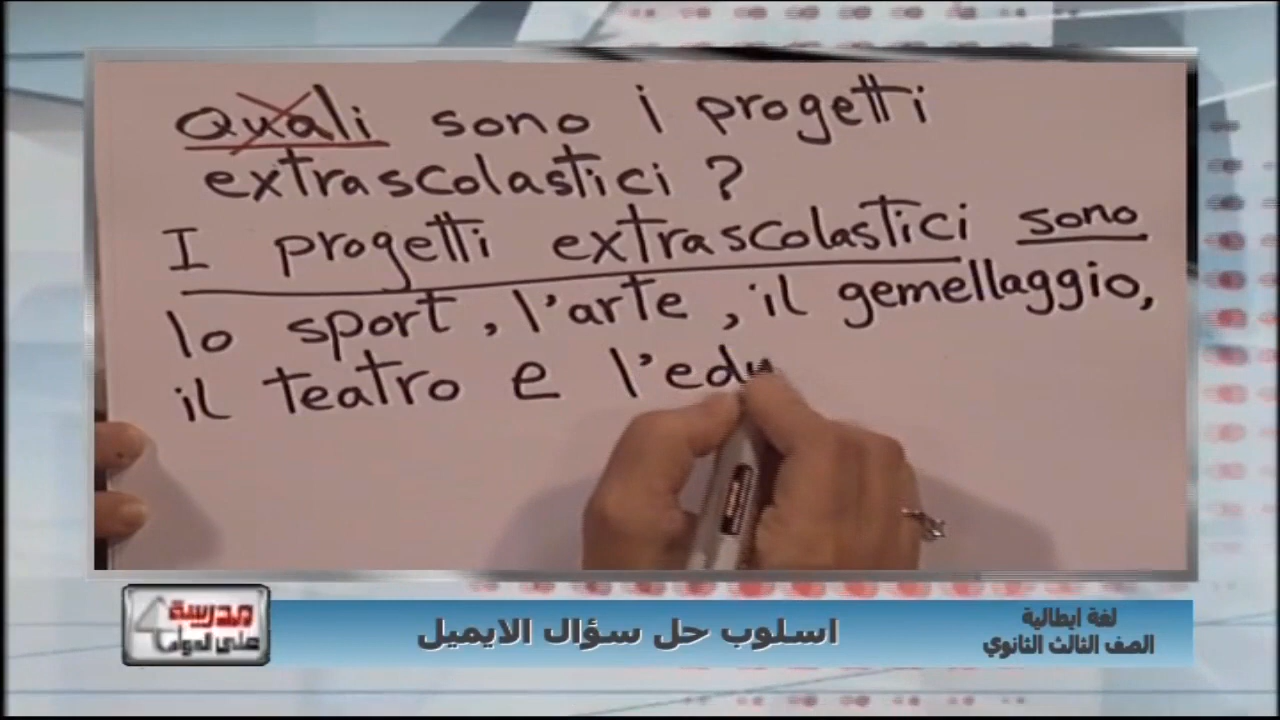 Quali sono i progetti
extrascolastici ?
I progetti extrascolastici sono
lo sport, l'arte, il gemellaggio,
il teatro e l'edu
مدرسة
على الهواء
اسلوب حل سؤال الايميل
لغة ايطالية
الصف الثالث الثانوي